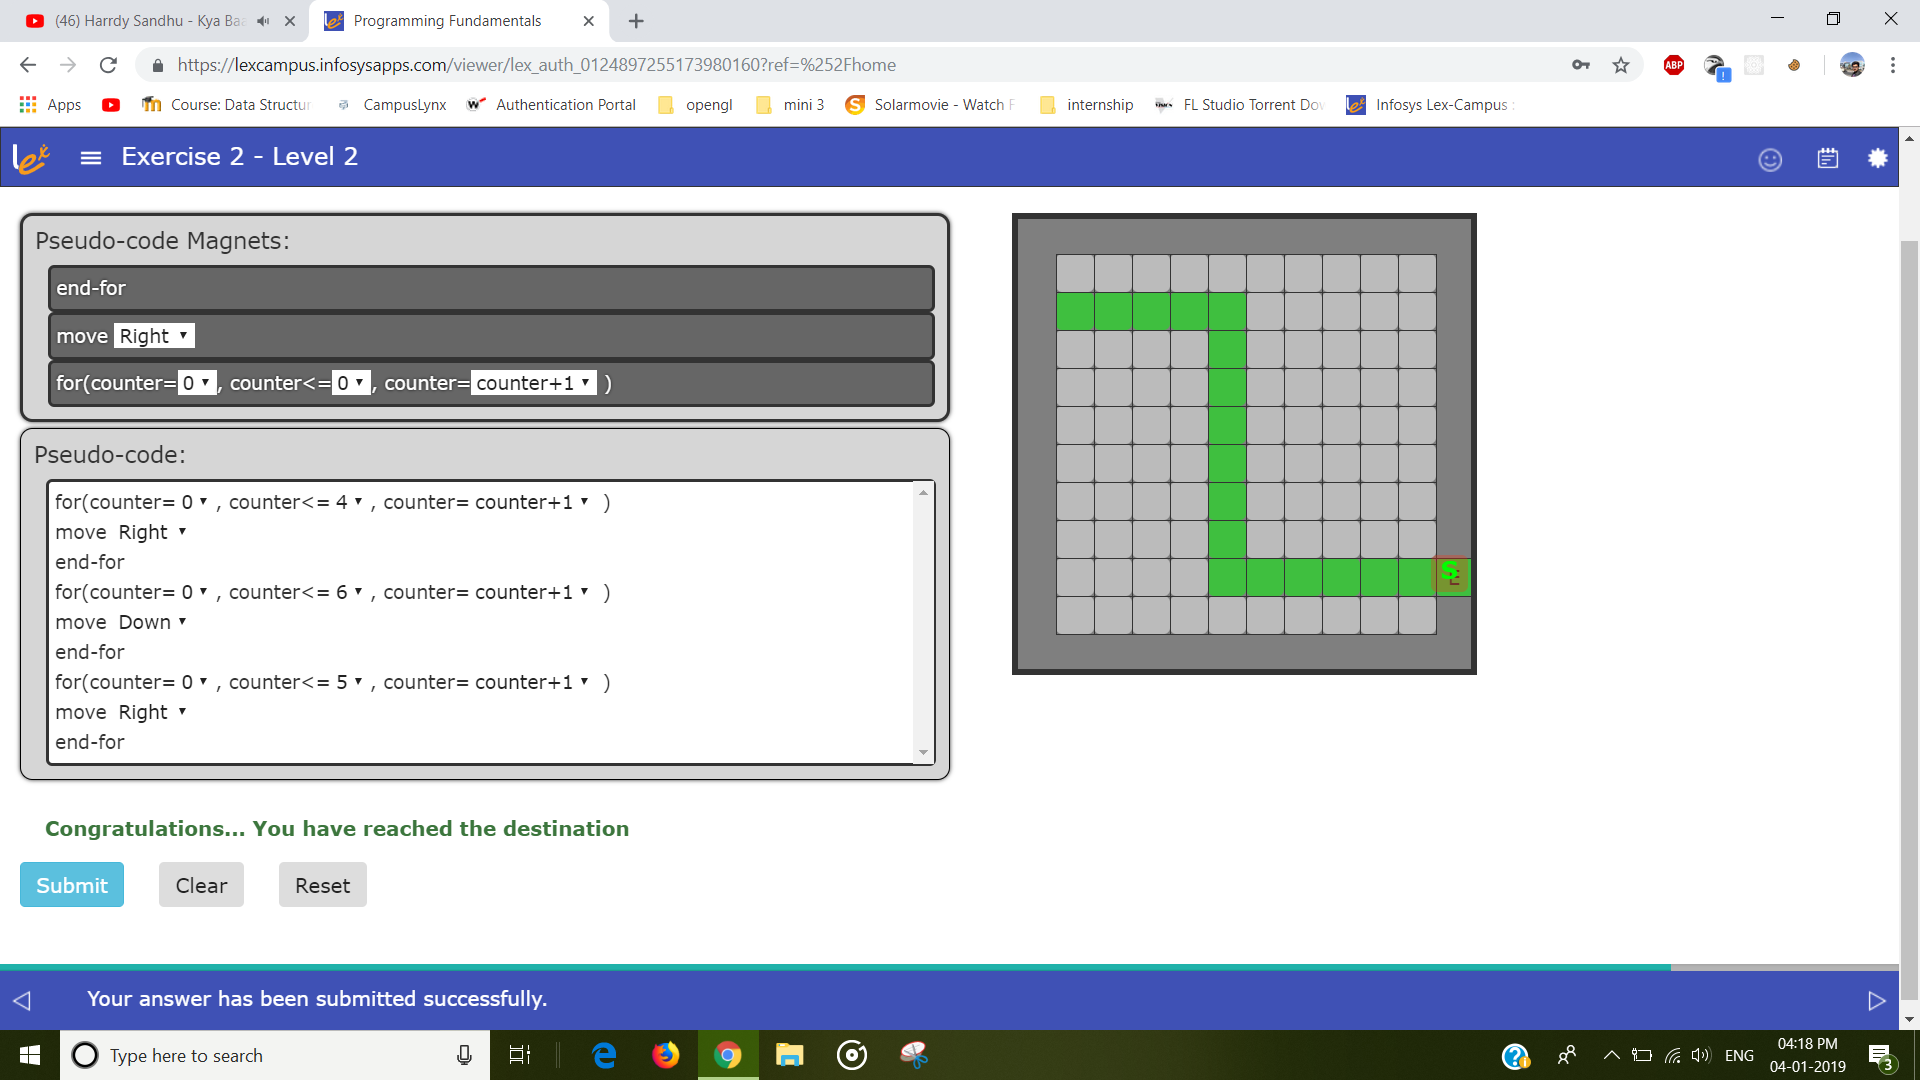 (46) Harrdy Sandhu - Kya Baa
Programming Fundamentals
https://lexcampus.infosysapps.com/viewer/lex_auth_0124897255173980160?ref=%252Fhome
ABP
Apps
Course: Data Structur
CampusLynx
Authentication Portal
opengl
mini 3
Solarmovie - Watch F
internship
FL Studio Torrent Dov
Infosys Lex-Campus :
Lex
Exercise 2 - Level 2
Pseudo-code Magnets:
end-for
move Right
for(counter= 0 , counter<= 0 , counter= counter+1 )
Pseudo-code:
for(counter= 0 , counter<= 4 , counter= counter+1 )
move Right
end-for
for(counter= 0 , counter<= 6 , counter= counter+1 )
move Down
end-for
for(counter= 0 , counter<= 5 , counter= counter+1 )
move Right
end-for
S
E
Congratulations... You have reached the destination
Submit
Clear
Reset
Your answer has been submitted successfully.
Type here to search
ENG
04:18 PM
04-01-2019
3